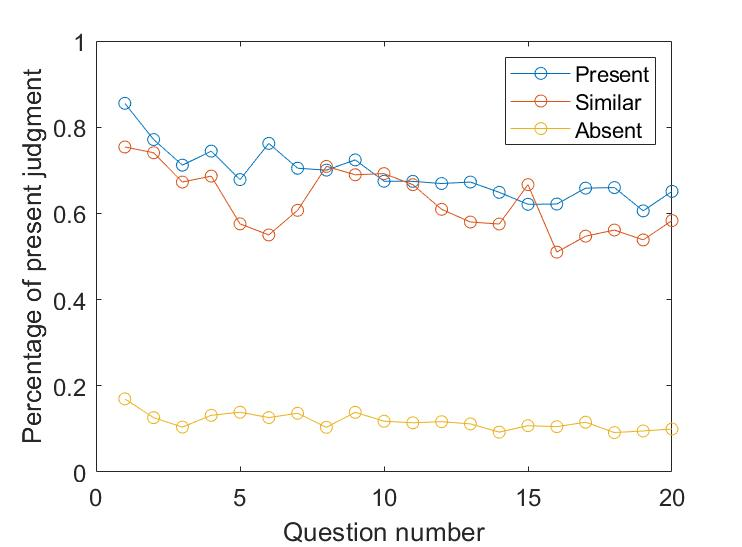 1
0.8
0.6
0.4
0.2
0
0
5
10
15
20
Percentage of present judgment
Question number
Present
Similar
Absent